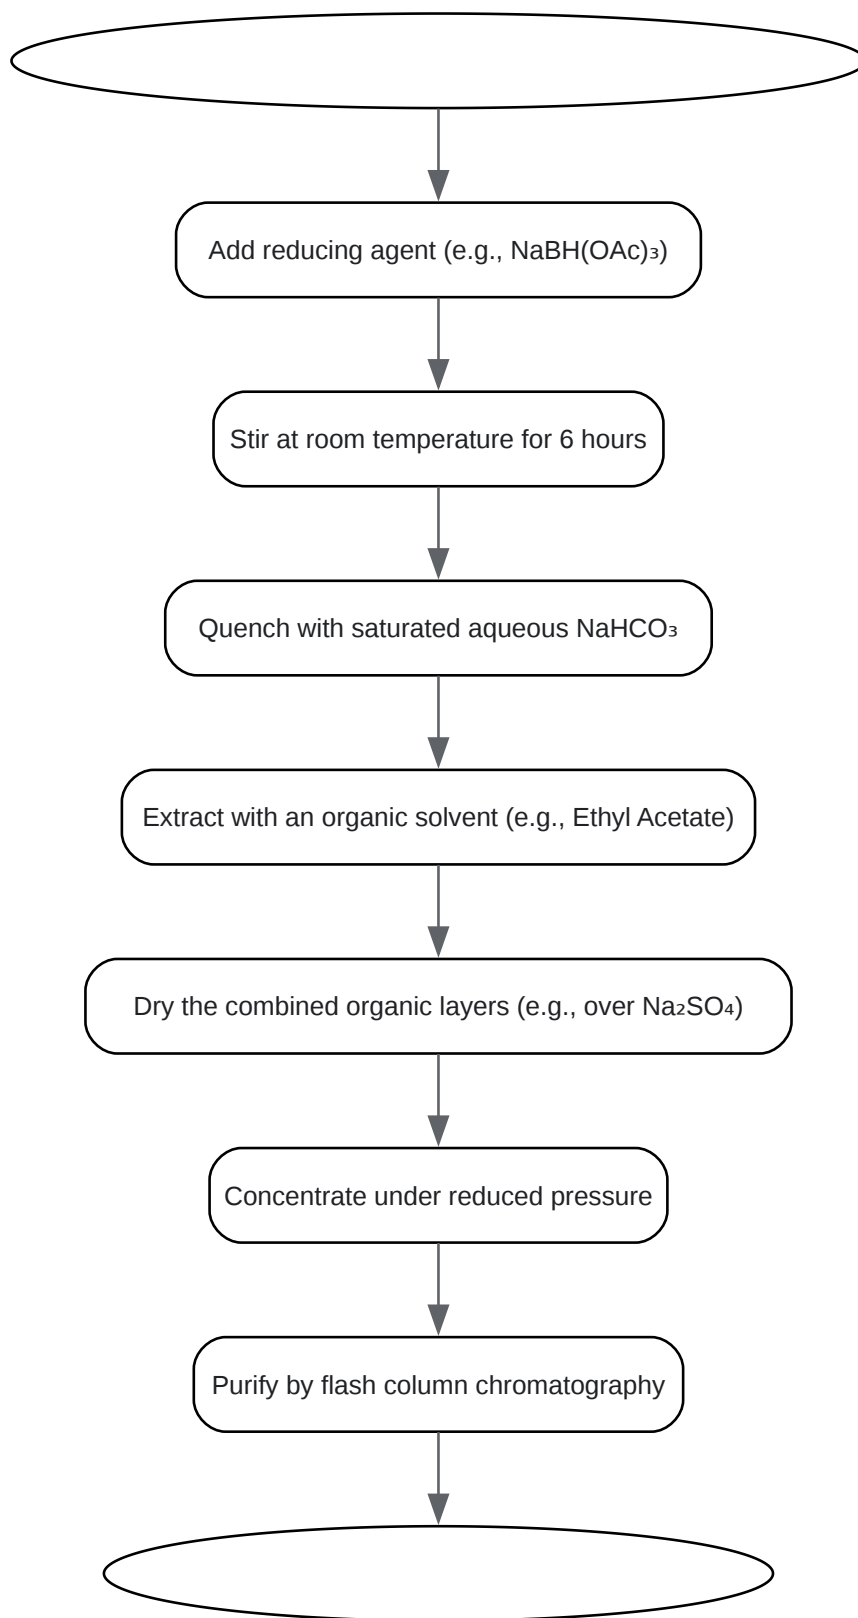 Add reducing agent (e.g., NaBH(OAc)₃)
Stir at room temperature for 6 hours
Quench with saturated aqueous NaHCO₃
Extract with an organic solvent (e.g., Ethyl Acetate)
Dry the combined organic layers (e.g., over Na₂SO₄)
Concentrate under reduced pressure
Purify by flash column chromatography